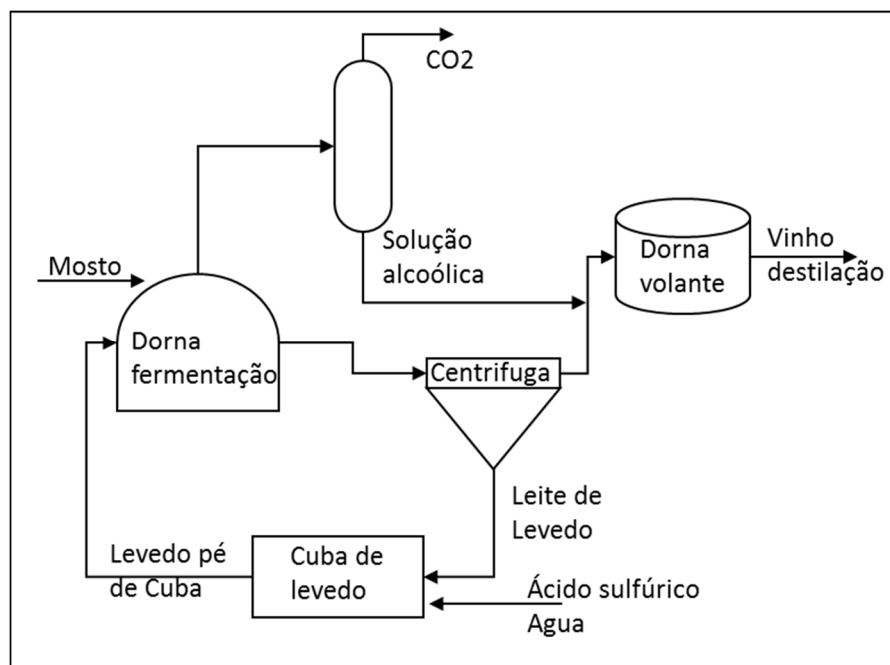 CO2
Mosto
Solução
alcoólica
Dorna
volante
Vinho
destilação
Dorna
fermentação
Centrifuga
Leite de
Levedo
Levedo pé
de Cuba
Cuba de
levedo
Ácido sulfúrico
Agua